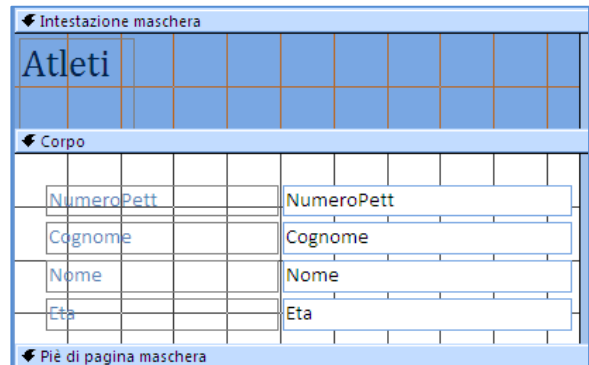 Intestazione maschera
Atleti
Corpo
NumeroPett NumeroPett
Cognome Cognome
Nome Nome
Eta Eta
Piè di pagina maschera